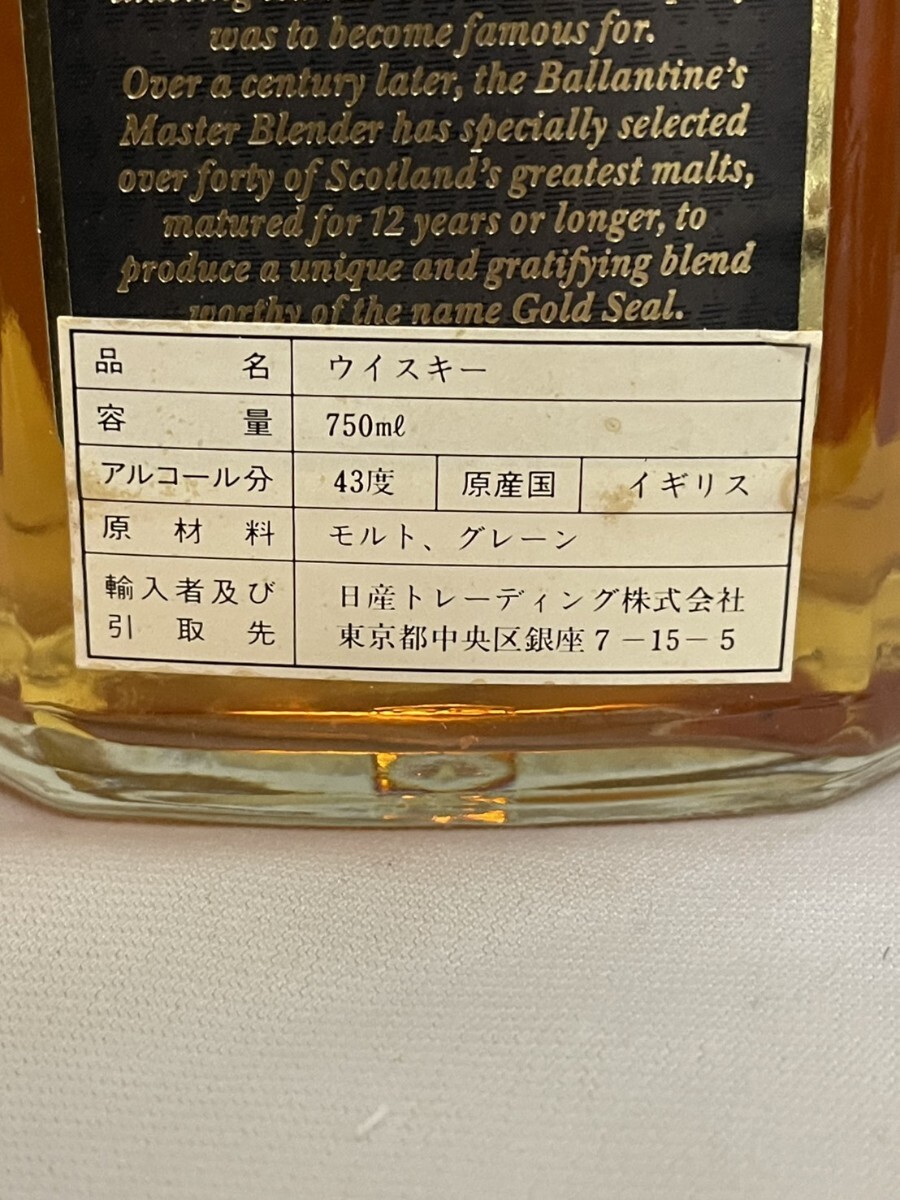 was to become famous for.
Over a century later, the Ballantine's
Master Blender has specially selected
over forty of Scotland's greatest malts,
matured for 12 years or longer, to
produce a unique and gratifying blend
worthy of the name Gold Seal.
品名 ウイスキー
容量 750mℓ
アルコール分 43度 原産国 イギリス
原材料 モルト、グレーン
輸入者及び 日産トレーディング株式会社
引取先 東京都中央区銀座7-15-5